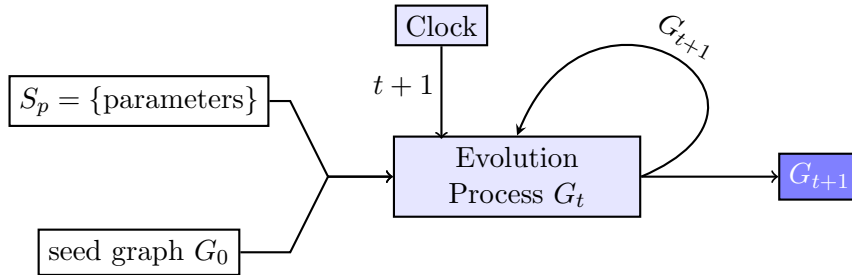 Clock
G_{t+1}
t + 1
S_p = {parameters}
Evolution
Process G_t
G_{t+1}
seed graph G_0